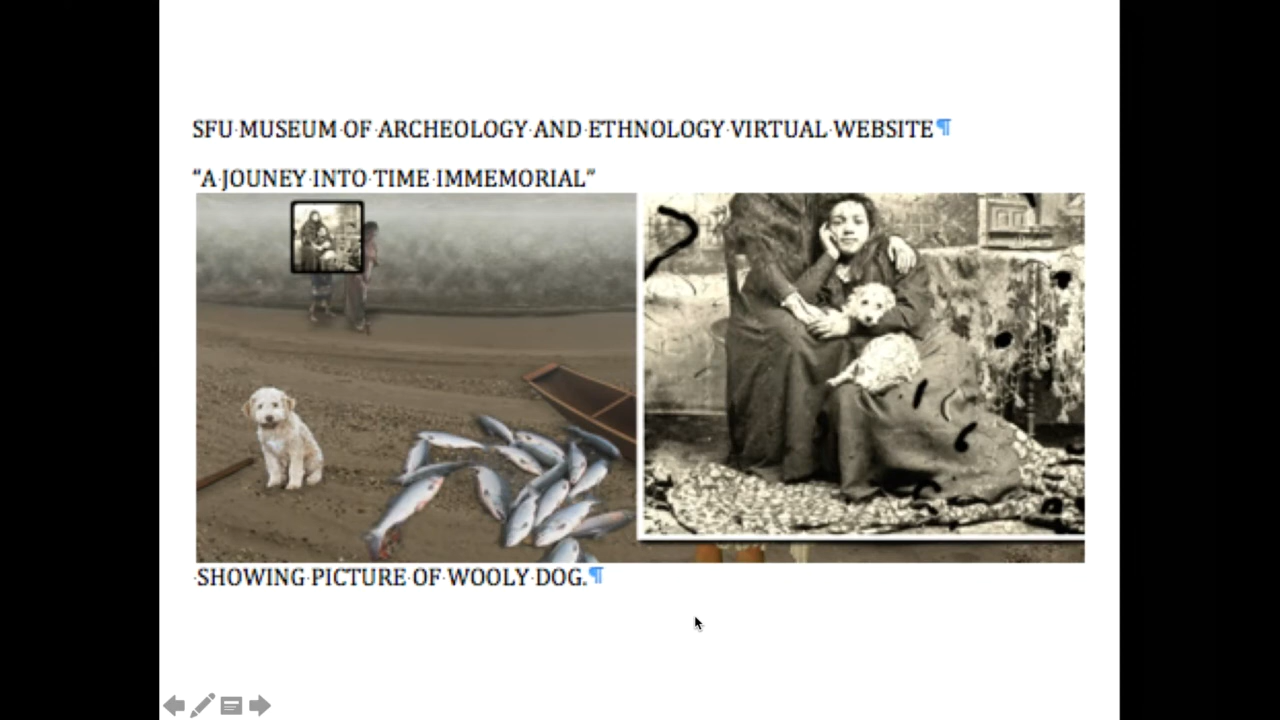 SFU MUSEUM OF ARCHEOLOGY AND ETHNOLOGY VIRTUAL WEBSITE¶
“A JOUNEY INTO TIME IMMEMORIAL”
SHOWING PICTURE OF WOOLY DOG.¶